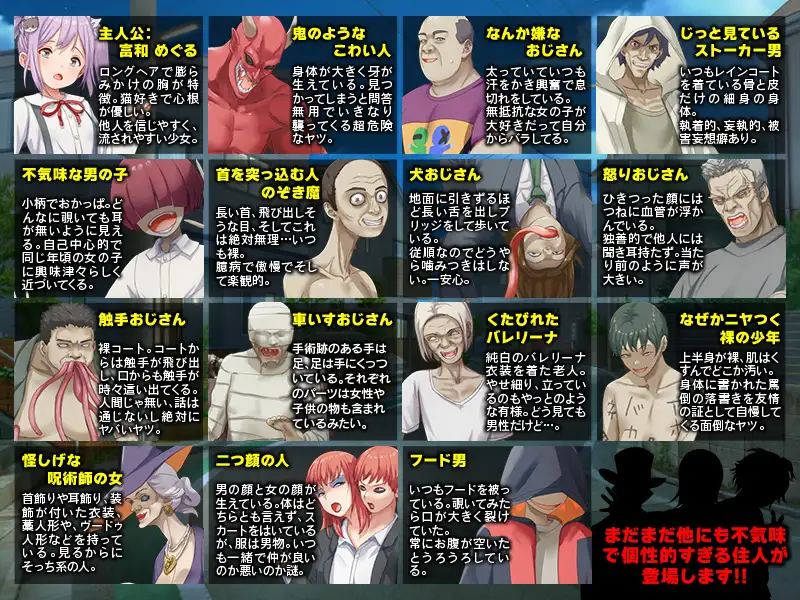 主人公:
富和 めぐる
ロングヘアで膨ら
みかけの胸が特
徴。猫好きで心根
が優しい。
他人を信じやすく、
流されやすい少女。
鬼のような
こわい人
身体が大きく牙が
生えている。見つ
かってしまうと問答
無用でいきなり
襲ってくる超危険
なヤツ。
なんか嫌な
おじさん
太っていていつも
汗をかき興奮で息
切れをしている。
無抵抗な女の子が
大好きだって自分
からバラしてる。
じっと見ている
ストーカー男
いつもレインコート
を着ている骨と皮
だけの細身の身
体。
執着的、妄執的、被
害妄想癖あり。
不気味な男の子
小柄でおかっぱ。ど
んなに覗いても耳
が無いように見え
る。自己中心的で
同じ年頃の女の子
に興味津々らしく
近づいてくる。
首を突っ込む人
のぞき魔
長い首、飛び出しそ
うな目、そしてこれ
は絶対無理…いつ
も裸。
臆病で傲慢でそし
て楽観的。
犬おじさん
地面に引きずるほ
ど長い舌を出しブ
リッジをして歩いて
いる。
従順なのでどうや
ら噛みつきはしな
い。一安心。
怒りおじさん
ひきつった顔には
つねに血管が浮か
んでいる。
独善的で他人には
聞き耳持たず。当た
り前のように声が
大きい。
触手おじさん
裸コート。コートか
らは触手が飛び出
し、口からも触手が
時々這い出てくる。
人間じゃ無い、話は
通じないし絶対に
ヤバいヤツ。
車いすおじさん
手術跡のある手は
足、足は手にくっつ
いている。それぞれ
のパーツは女性や
子供の物も含まれ
ているみたい。
くたびれた
バレリーナ
純白のバレリーナ
衣装を着た老人。
やせ細り、立ってい
るのもやっとのよう
な有様。どう見ても
男性だけど…。
なぜかニヤつく
裸の少年
上半身が裸、肌はく
すんでどこか汚い。
身体に書かれた罵
倒の落書きを友情
の証として自慢して
くる面倒なヤツ。
怪しげな
呪術師の女
首飾りや耳飾り、装
飾が付いた衣装、
藁人形や、ヴードゥ
人形などを持って
いる。見るからに
そっち系の人。
二つ顔の人
男の顔と女の顔が
生えている。体はど
ちらとも言えず、ス
カートをはいている
が、服は男物。いつ
も一緒で仲が良い
のか悪いのか謎。
フード男
いつもフードを被っ
ている。覗いてみた
ら口が大きく裂け
ていた。
常にお腹が空いた
とうろうろしてい
る。
まだまだ他にも不気味
で個性的すぎる住人が
登場します!!